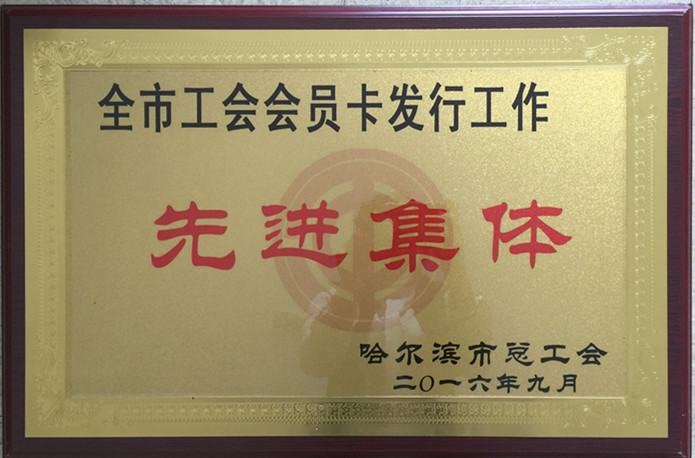 全市工会会员卡发行工作
先进集体
哈尔滨市总工会
二O一六年九月